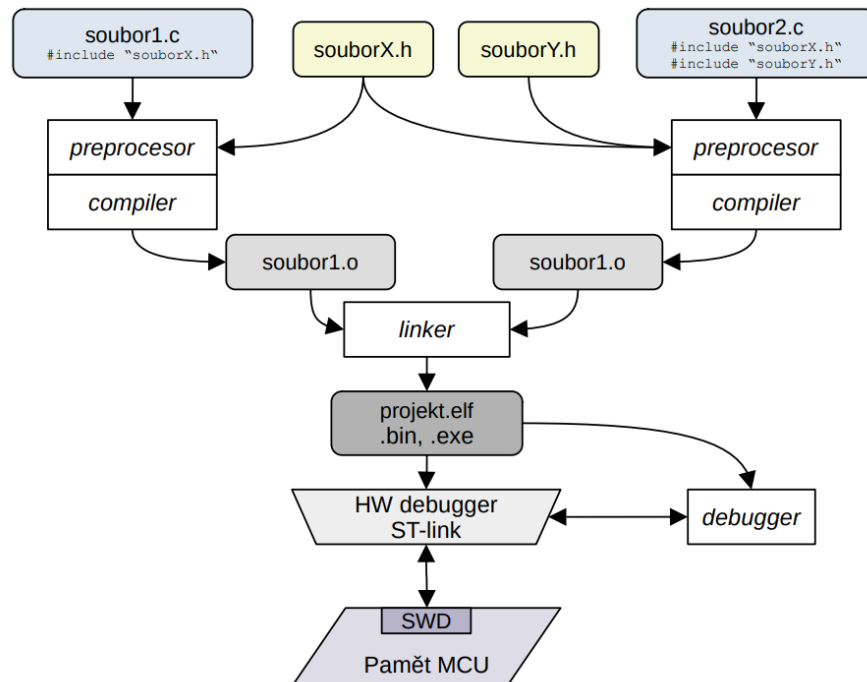 soubor1.c
#include “souborX.h“
souborX.h
souborY.h
soubor2.c
#include “souborX.h“
#include “souborY.h“
preprocesor
compiler
preprocesor
compiler
soubor1.o
soubor1.o
linker
projekt.elf
.bin, .exe
HW debugger
ST-link
debugger
SWD
Pamět MCU